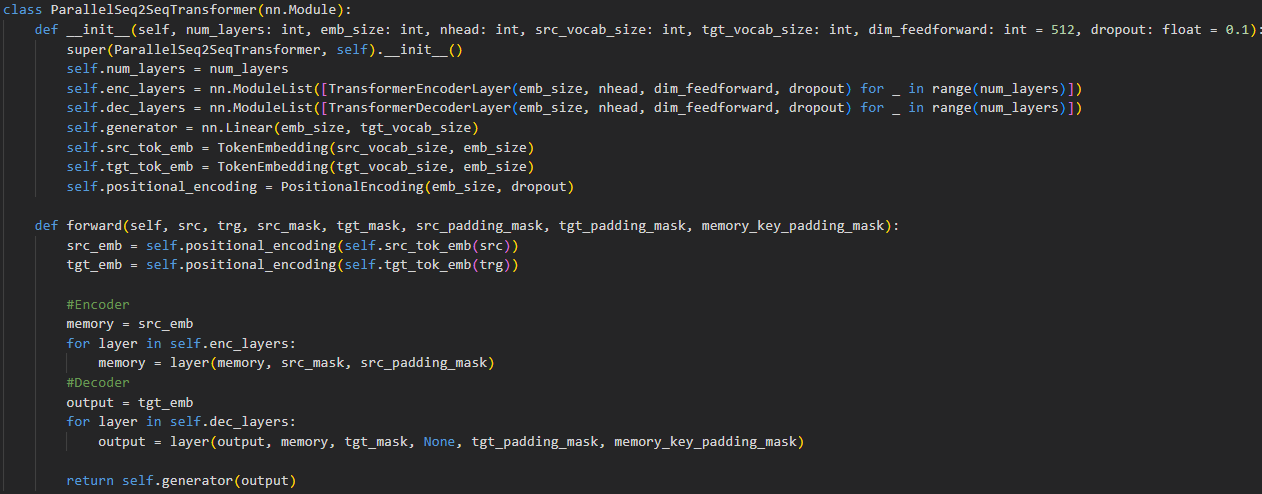 class ParallelSeq2SeqTransformer(nn.Module):
    def __init__(self, num_layers: int, emb_size: int, nhead: int, src_vocab_size: int, tgt_vocab_size: int, dim_feedforward: int = 512, dropout: float = 0.1):
        super(ParallelSeq2SeqTransformer, self).__init__()
        self.num_layers = num_layers
        self.enc_layers = nn.ModuleList([TransformerEncoderLayer(emb_size, nhead, dim_feedforward, dropout) for _ in range(num_layers)])
        self.dec_layers = nn.ModuleList([TransformerDecoderLayer(emb_size, nhead, dim_feedforward, dropout) for _ in range(num_layers)])
        self.generator = nn.Linear(emb_size, tgt_vocab_size)
        self.src_tok_emb = TokenEmbedding(src_vocab_size, emb_size)
        self.tgt_tok_emb = TokenEmbedding(tgt_vocab_size, emb_size)
        self.positional_encoding = PositionalEncoding(emb_size, dropout)

    def forward(self, src, trg, src_mask, tgt_mask, src_padding_mask, tgt_padding_mask, memory_key_padding_mask):
        src_emb = self.positional_encoding(self.src_tok_emb(src))
        tgt_emb = self.positional_encoding(self.tgt_tok_emb(trg))

        #Encoder
        memory = src_emb
        for layer in self.enc_layers:
            memory = layer(memory, src_mask, src_padding_mask)
        #Decoder
        output = tgt_emb
        for layer in self.dec_layers:
            output = layer(output, memory, tgt_mask, None, tgt_padding_mask, memory_key_padding_mask)

        return self.generator(output)